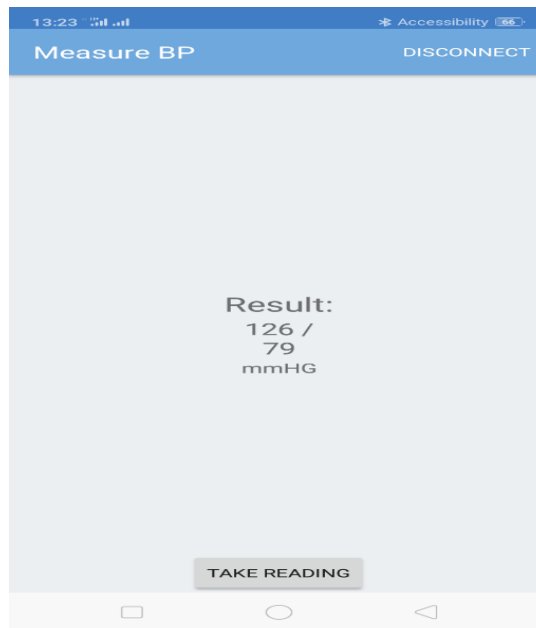 13:23 Accessibility 66
Measure BP DISCONNECT
Result:
126 /
79
mmHG
TAKE READING